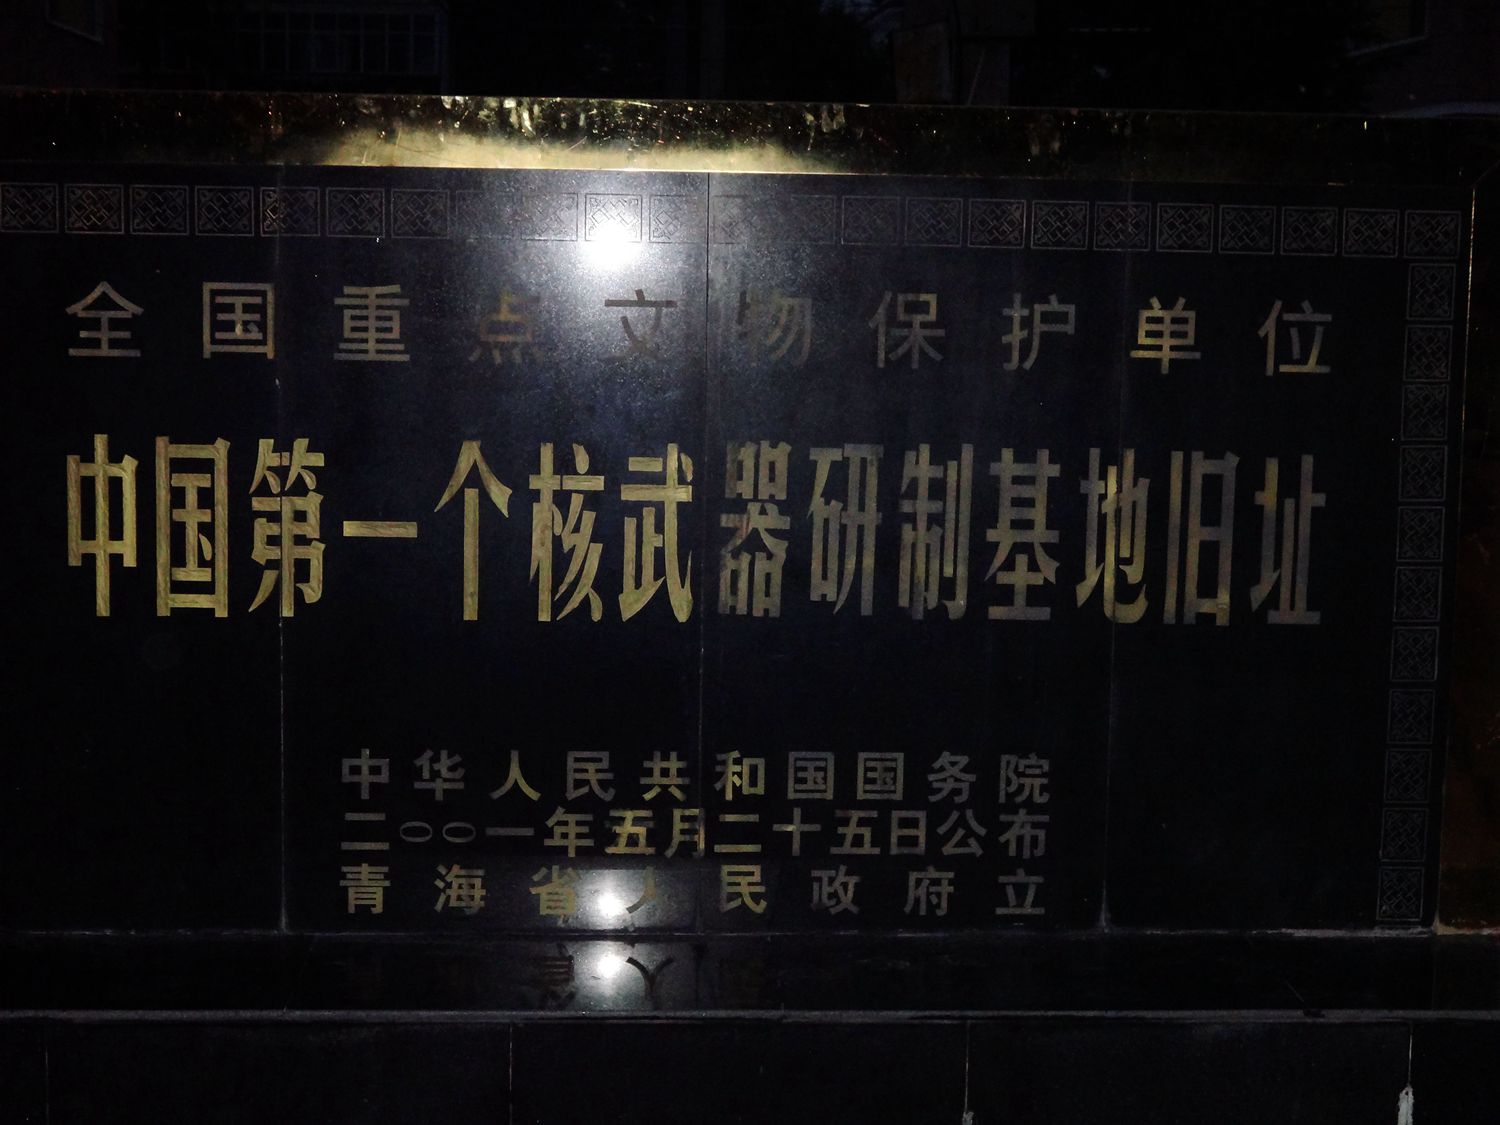 全国重点文物保护单位
中国第一个核武器研制基地旧址
中华人民共和国国务院
二〇〇一年五月二十五日公布
青海省人民政府立